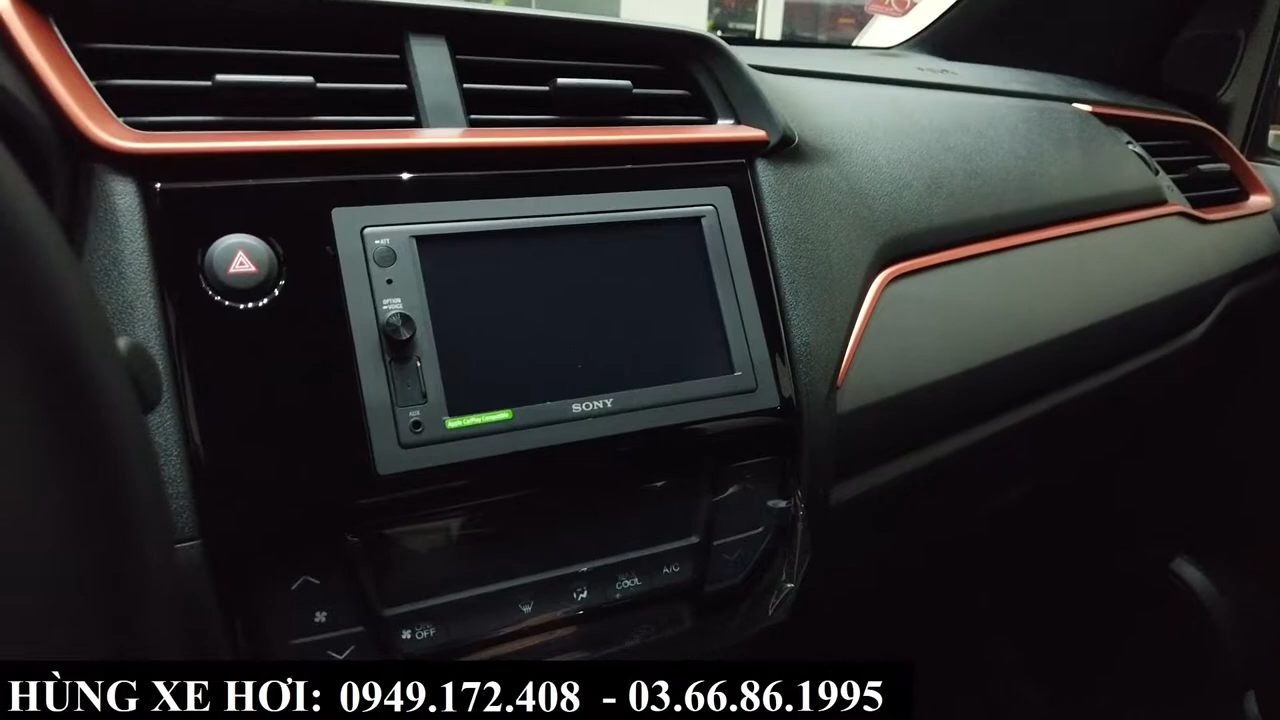 ATT
OPTION
VOICE
AUX
Apple CarPlay Compatible
SONY
COOL
A/C
OFF
HÙNG XE HƠI: 0949.172.408 - 03.66.86.1995